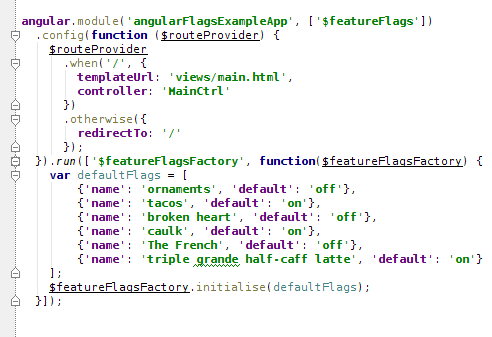 angular.module('angularFlagsExampleApp', ['$featureFlags'])
.config(function ($routeProvider) {
$routeProvider
.when('/', {
templateUrl: 'views/main.html',
controller: 'MainCtrl'
})
.otherwise({
redirectTo: '/'
});
}).run(['$featureFlagsFactory', function($featureFlagsFactory) {
var defaultFlags = [
{'name': 'ornaments', 'default': 'off'},
{'name': 'tacos', 'default': 'on'},
{'name': 'broken heart', 'default': 'off'},
{'name': 'caulk', 'default': 'on'},
{'name': 'The French', 'default': 'off'},
{'name': 'triple grande half-caff latte', 'default': 'on'}
];
$featureFlagsFactory.initialise(defaultFlags);
}]);